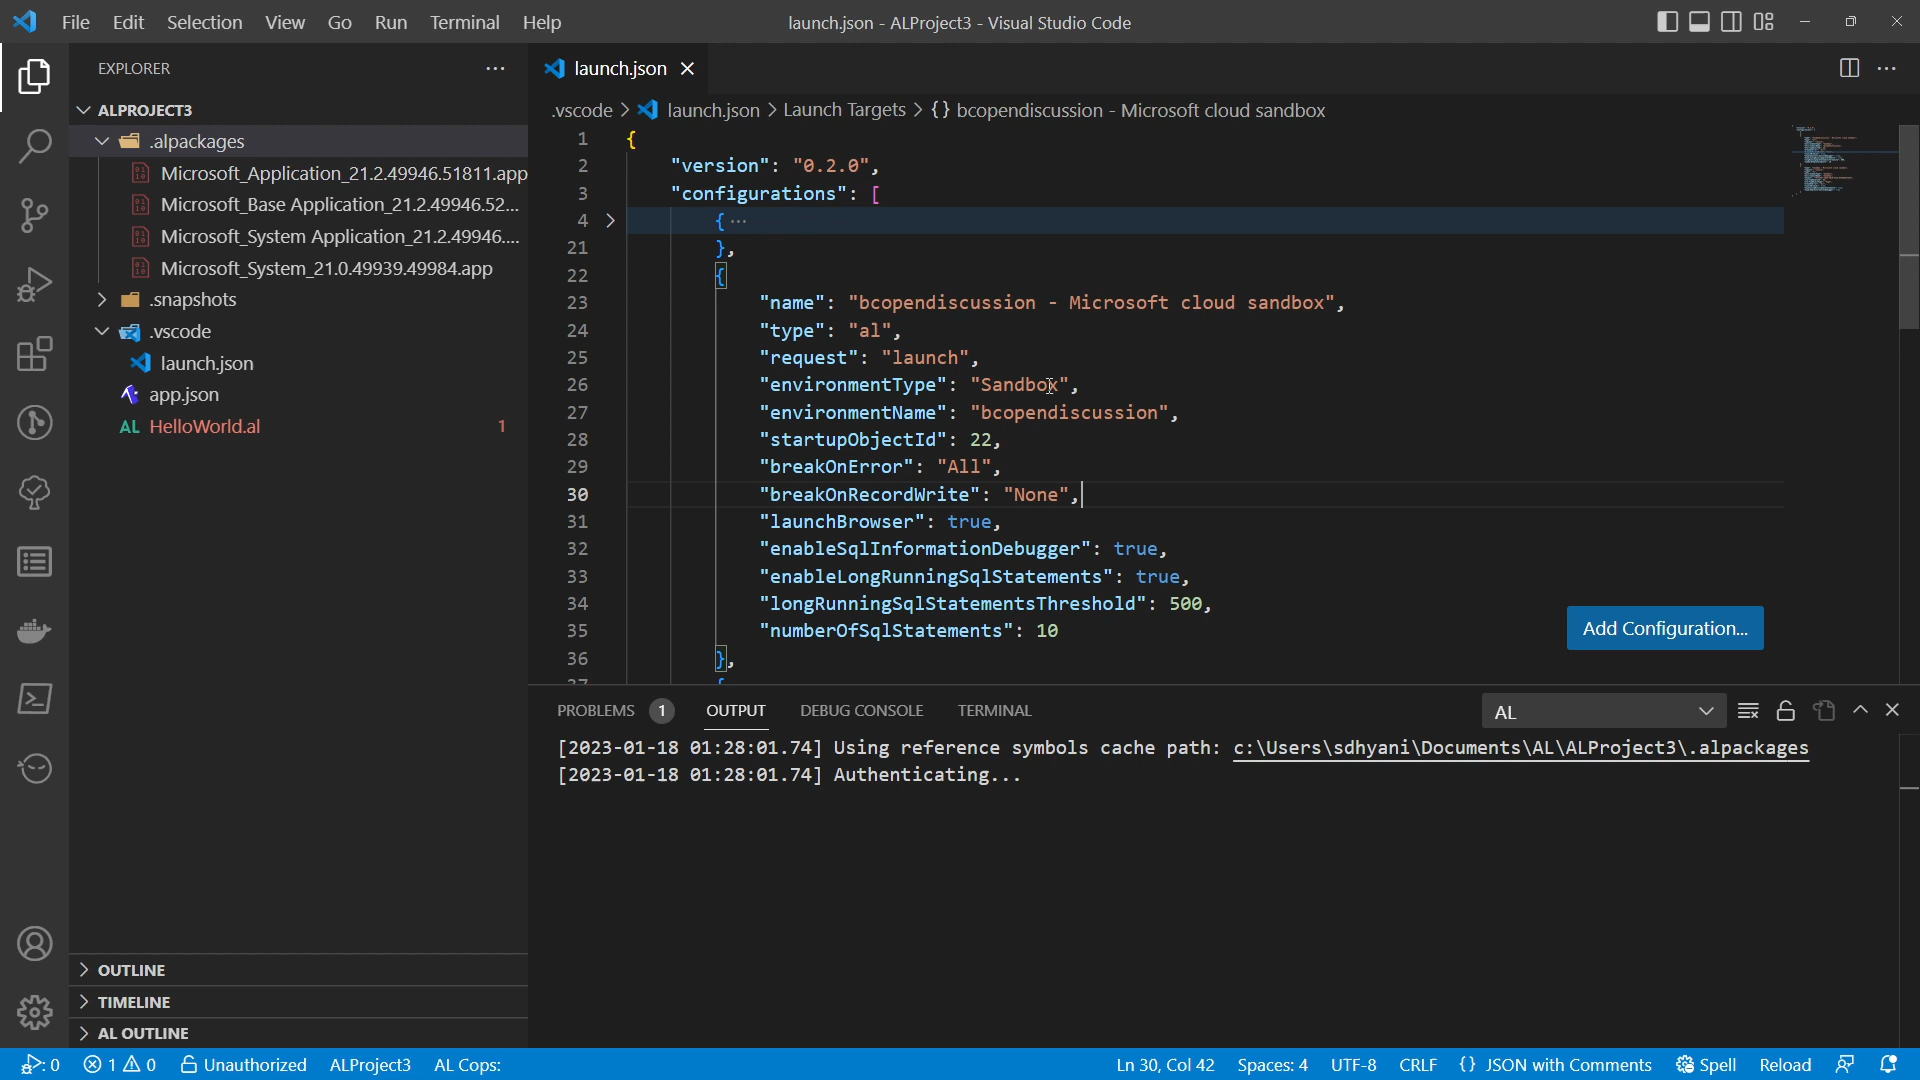 File Edit Selection View Go Run Terminal Help launch.json - ALProject3 - Visual Studio Code
EXPLORER
ALPROJECT3
.alpackages
Microsoft_Application_21.2.49946.51811.app
Microsoft_Base Application_21.2.49946.52...
Microsoft_System Application_21.2.49946....
Microsoft_System_21.0.49939.49984.app
.snapshots
.vscode
launch.json
app.json
AL HelloWorld.al 1
OUTLINE
TIMELINE
AL OUTLINE
launch.json
.vscode > launch.json > Launch Targets > {} bcopendiscussion - Microsoft cloud sandbox
1 {
2 "version": "0.2.0",
3 "configurations": [
4 { ...
21 },
22 {
23 "name": "bcopendiscussion - Microsoft cloud sandbox",
24 "type": "al",
25 "request": "launch",
26 "environmentType": "Sandbox",
27 "environmentName": "bcopendiscussion",
28 "startupObjectId": 22,
29 "breakOnError": "All",
30 "breakOnRecordWrite": "None",
31 "launchBrowser": true,
32 "enableSqlInformationDebugger": true,
33 "enableLongRunningSqlStatements": true,
34 "longRunningSqlStatementsThreshold": 500,
35 "numberOfSqlStatements": 10
36 },
37 {
Add Configuration...
PROBLEMS 1 OUTPUT DEBUG CONSOLE TERMINAL AL
[2023-01-18 01:28:01.74] Using reference symbols cache path: c:\Users\sdhyani\Documents\AL\ALProject3\.alpackages
[2023-01-18 01:28:01.74] Authenticating...
0 1 0 Unauthorized ALProject3 AL Cops: Ln 30, Col 42 Spaces: 4 UTF-8 CRLF {} JSON with Comments Spell Reload